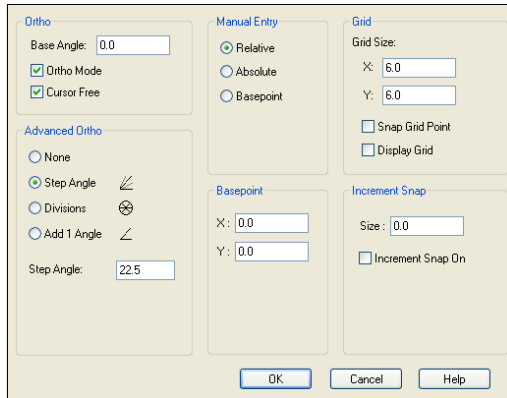 Ortho
Base Angle: 0.0
Ortho Mode
Cursor Free
Advanced Ortho
None
Step Angle
Divisions
Add 1 Angle
Step Angle: 22.5
Manual Entry
Relative
Absolute
Basepoint
Basepoint
X: 0.0
Y: 0.0
Grid
Grid Size:
X: 6.0
Y: 6.0
Snap Grid Point
Display Grid
Increment Snap
Size: 0.0
Increment Snap On
OK Cancel Help